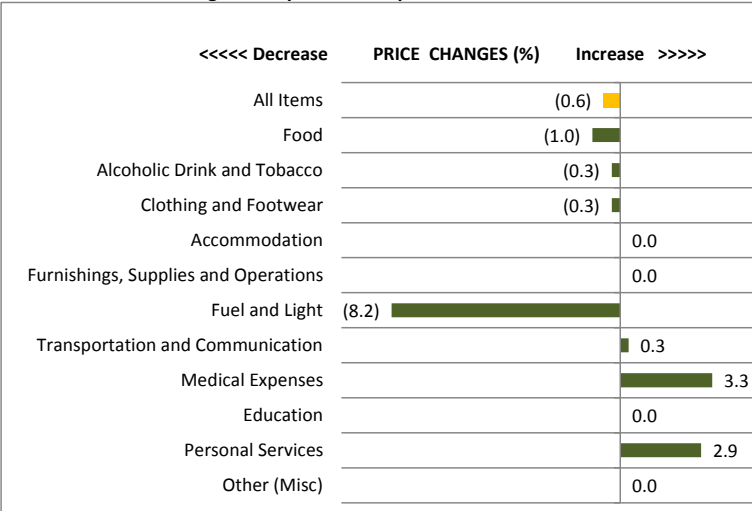 <<<<< Decrease PRICE CHANGES (%) Increase >>>>>
All Items (0.6)
Food (1.0)
Alcoholic Drink and Tobacco (0.3)
Clothing and Footwear (0.3)
Accommodation 0.0
Furnishings, Supplies and Operations 0.0
Fuel and Light (8.2)
Transportation and Communication 0.3
Medical Expenses 3.3
Education 0.0
Personal Services 2.9
Other (Misc) 0.0